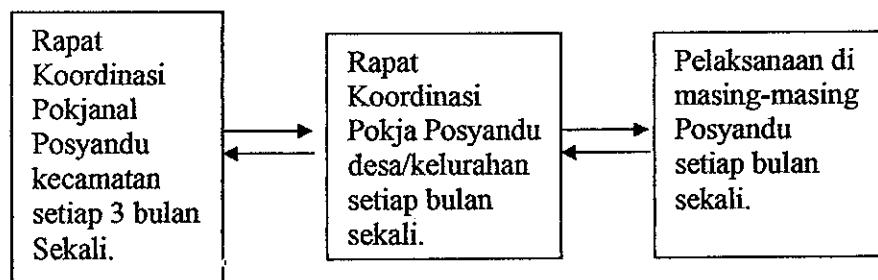 Rapat
Koordinasi
Pokjanal
Posyandu
kecamatan
setiap 3 bulan
Sekali.
Rapat
Koordinasi
Pokja Posyandu
desa/kelurahan
setiap bulan
sekali.
Pelaksanaan di
masing-masing
Posyandu
setiap bulan
sekali.